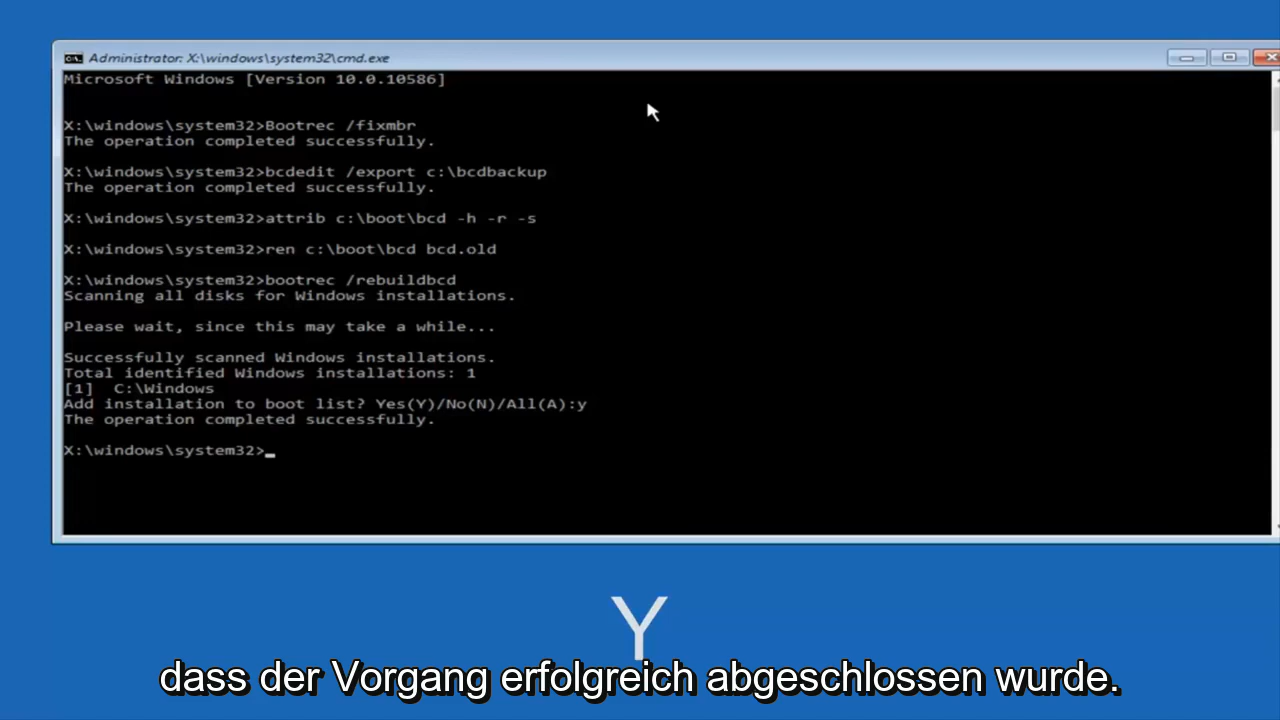 Administrator: X:\windows\system32\cmd.exe
Microsoft Windows [Version 10.0.10586]
X:\windows\system32>Bootrec /fixmbr
The operation completed successfully.
X:\windows\system32>bcdedit /export c:\bcdbackup
The operation completed successfully.
X:\windows\system32>attrib c:\boot\bcd -h -r -s
X:\windows\system32>ren c:\boot\bcd bcd.old
X:\windows\system32>bootrec /rebuildbcd
Scanning all disks for Windows installations.
Please wait, since this may take a while...
Successfully scanned Windows installations.
Total identified Windows installations: 1
[1]  C:\Windows
Add installation to boot list? Yes(Y)/No(N)/All(A):y
The operation completed successfully.
X:\windows\system32>_
Y
dass der Vorgang erfolgreich abgeschlossen wurde.